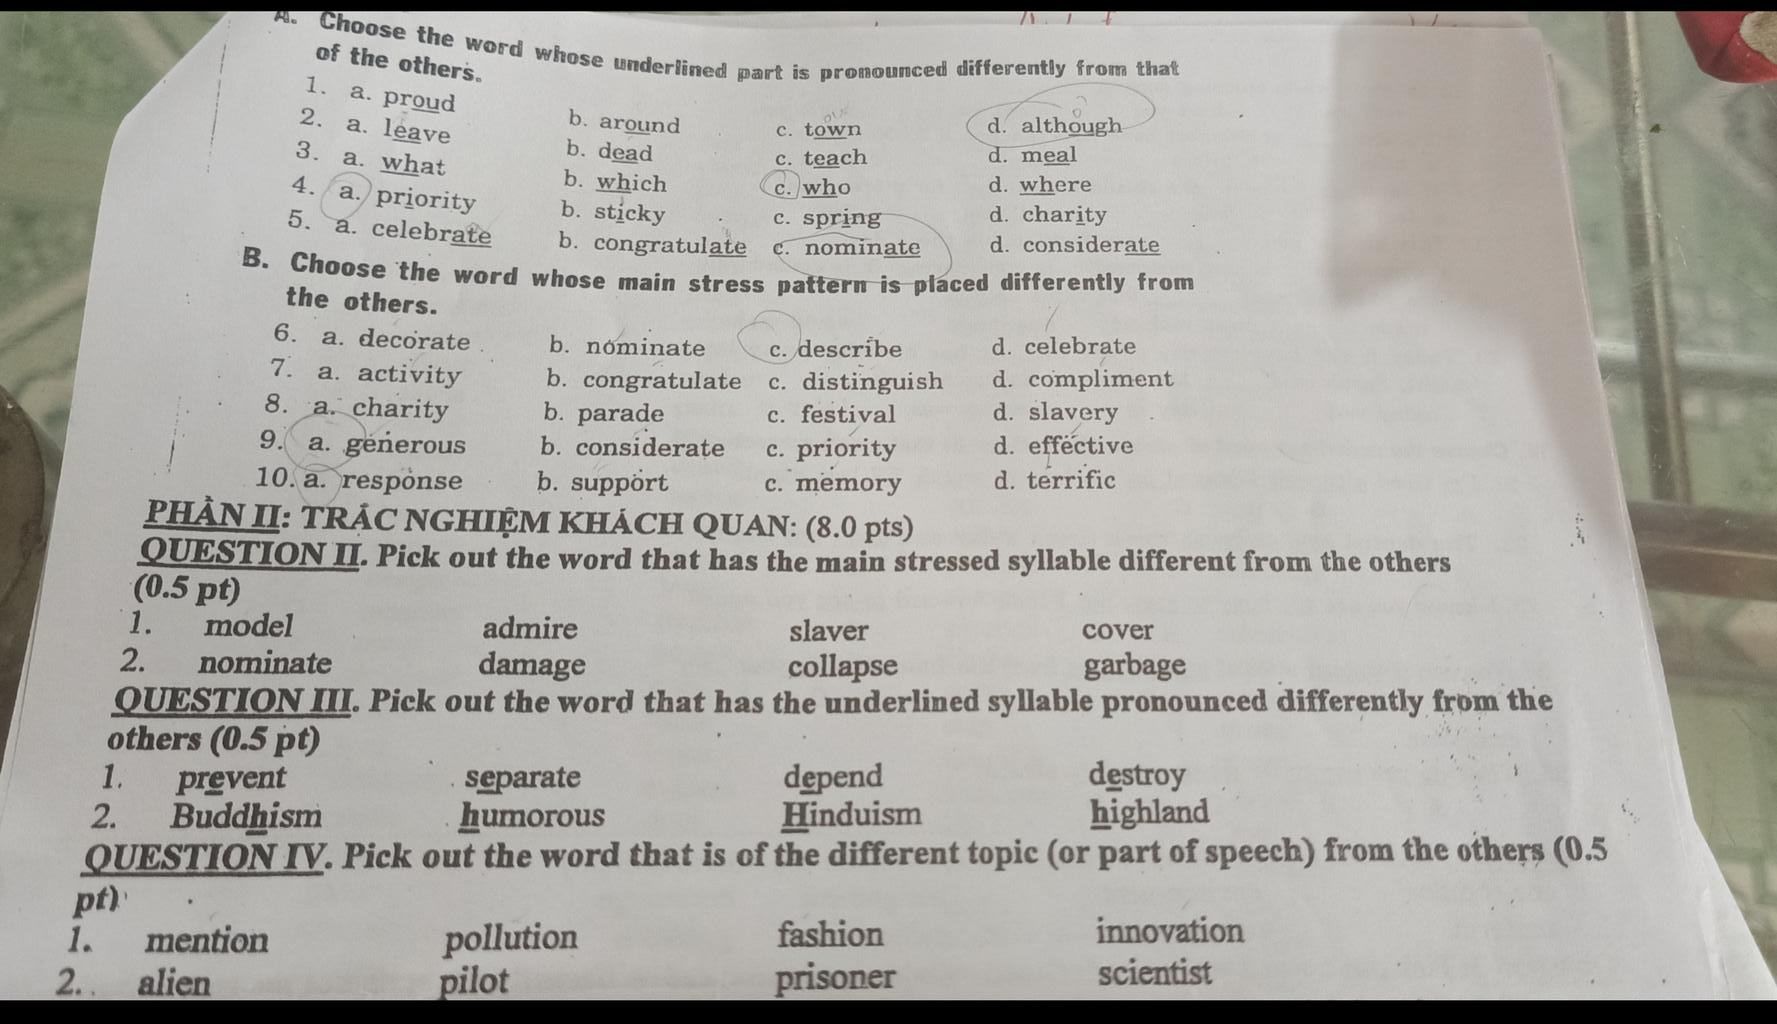 A. Choose the word whose underlined part is pronounced differently from that
of the others.
1. a. proud b. around c. town d. although
2. a. leave b. dead c. teach d. meal
3. a. what b. which c. who d. where
4. a. priority b. sticky c. spring d. charity
5. a. celebrate b. congratulate c. nominate d. considerate
B. Choose the word whose main stress pattern is placed differently from
the others.
6. a. decorate b. nominate c. describe d. celebrate
7. a. activity b. congratulate c. distinguish d. compliment
8. a. charity b. parade c. festival d. slavery
9. a. generous b. considerate c. priority d. effective
10. a. response b. support c. memory d. terrific
PHẦN II: TRẮC NGHIỆM KHÁCH QUAN: (8.0 pts)
QUESTION II. Pick out the word that has the main stressed syllable different from the others
(0.5 pt)
1. model admire slaver cover
2. nominate damage collapse garbage
QUESTION III. Pick out the word that has the underlined syllable pronounced differently from the
others (0.5 pt)
1. prevent separate depend destroy
2. Buddhism humorous Hinduism highland
QUESTION IV. Pick out the word that is of the different topic (or part of speech) from the others (0.5
pt)
1. mention pollution fashion innovation
2. alien pilot prisoner scientist